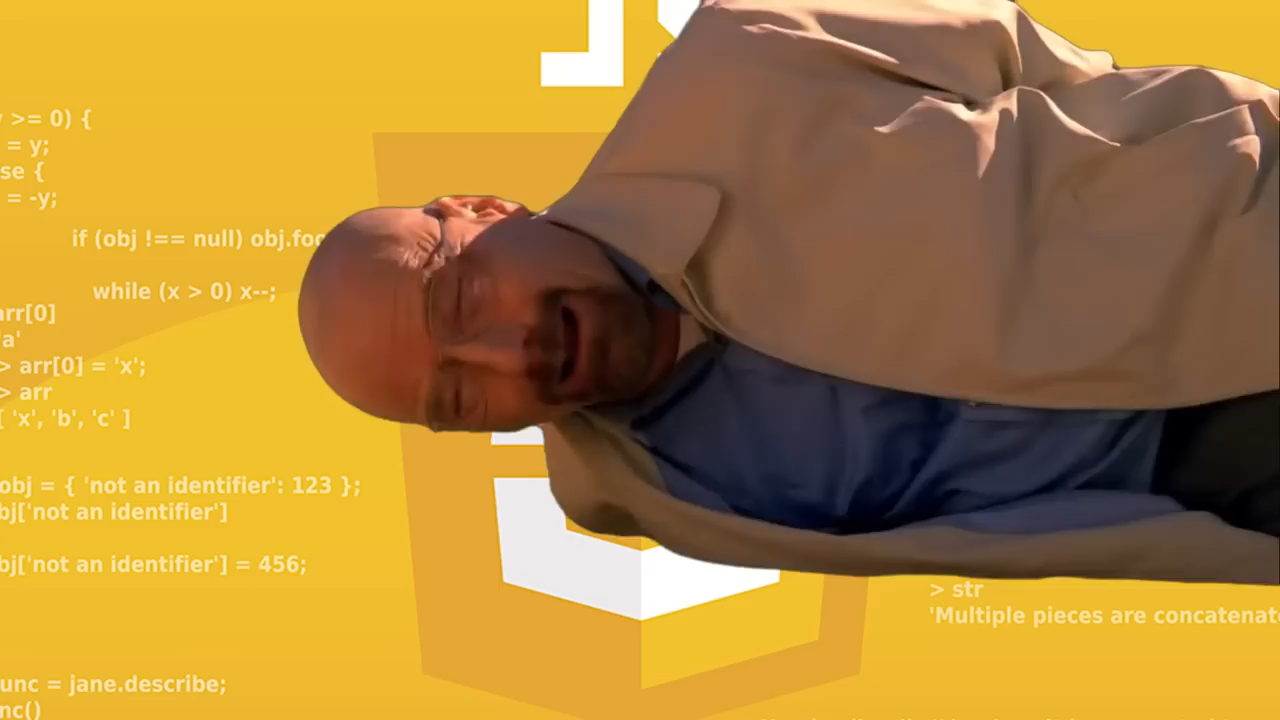 >= 0) {
= y;
se {
= -y;
if (obj !== null) obj.foo
while (x > 0) x--;
arr[0]
'a'
> arr[0] = 'x';
> arr
[ 'x', 'b', 'c' ]
obj = { 'not an identifier': 123 };
bj['not an identifier']
bj['not an identifier'] = 456;
> str
'Multiple pieces are concatenat
unc = jane.describe;
nc()